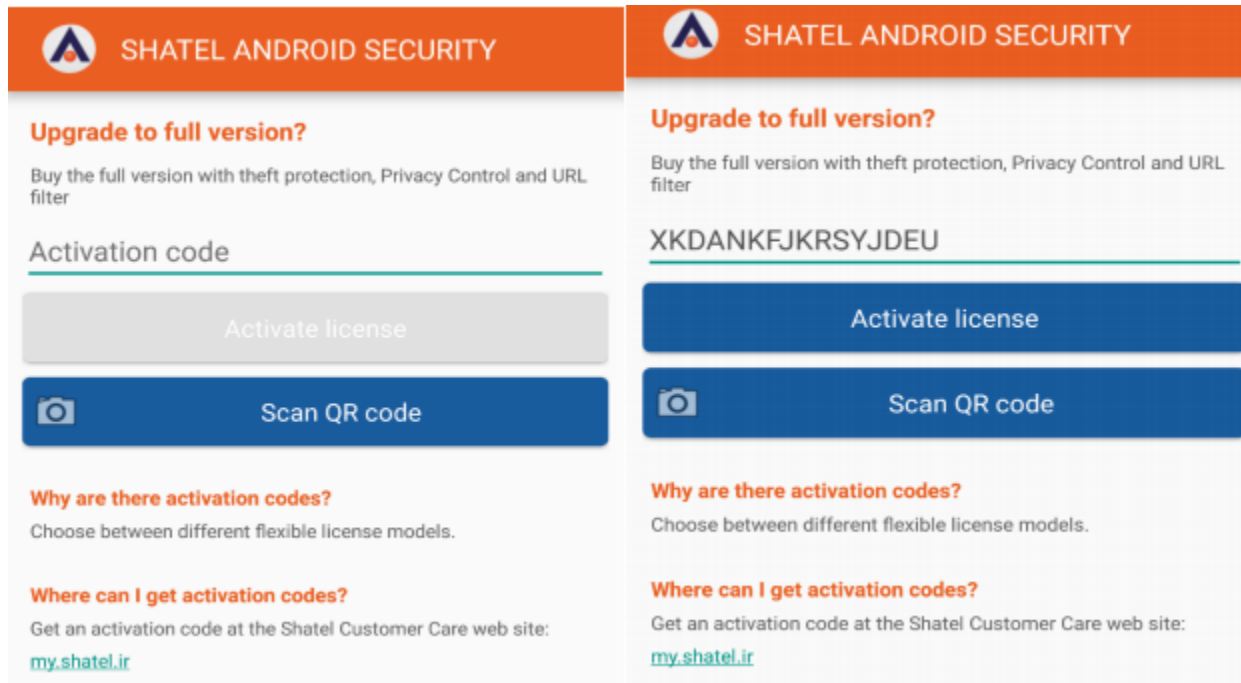 SHATEL ANDROID SECURITY
Upgrade to full version?
Buy the full version with theft protection, Privacy Control and URL
filter
Activation code
Activate license
Scan QR code
Why are there activation codes?
Choose between different flexible license models.
Where can I get activation codes?
Get an activation code at the Shatel Customer Care web site:
my.shatel.ir
SHATEL ANDROID SECURITY
Upgrade to full version?
Buy the full version with theft protection, Privacy Control and URL
filter
XKDANKFJKRSYJDEU
Activate license
Scan QR code
Why are there activation codes?
Choose between different flexible license models.
Where can I get activation codes?
Get an activation code at the Shatel Customer Care web site:
my.shatel.ir